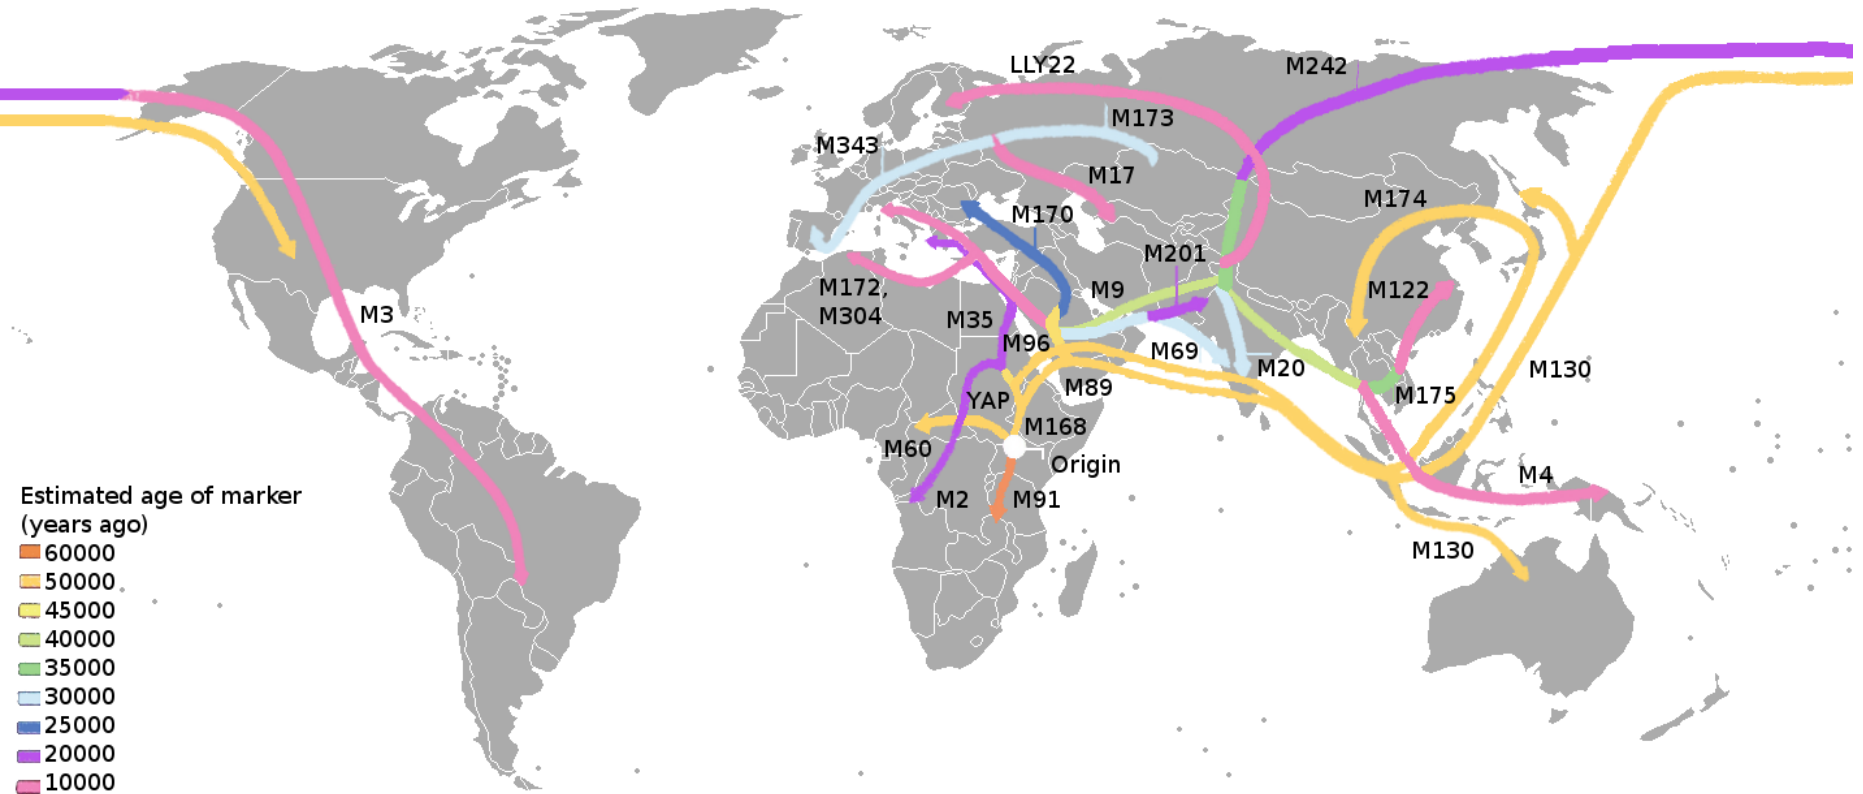 LLY22
M242
M173
M343
M17
M174
M170
M201
M172,
M304
M9
M122
M3
M35
M96
M69
M20
M130
M89
M175
YAP
M168
M60
Origin
M4
M2
M91
M130
Estimated age of marker
(years ago)
60000
50000
45000
40000
35000
30000
25000
20000
10000